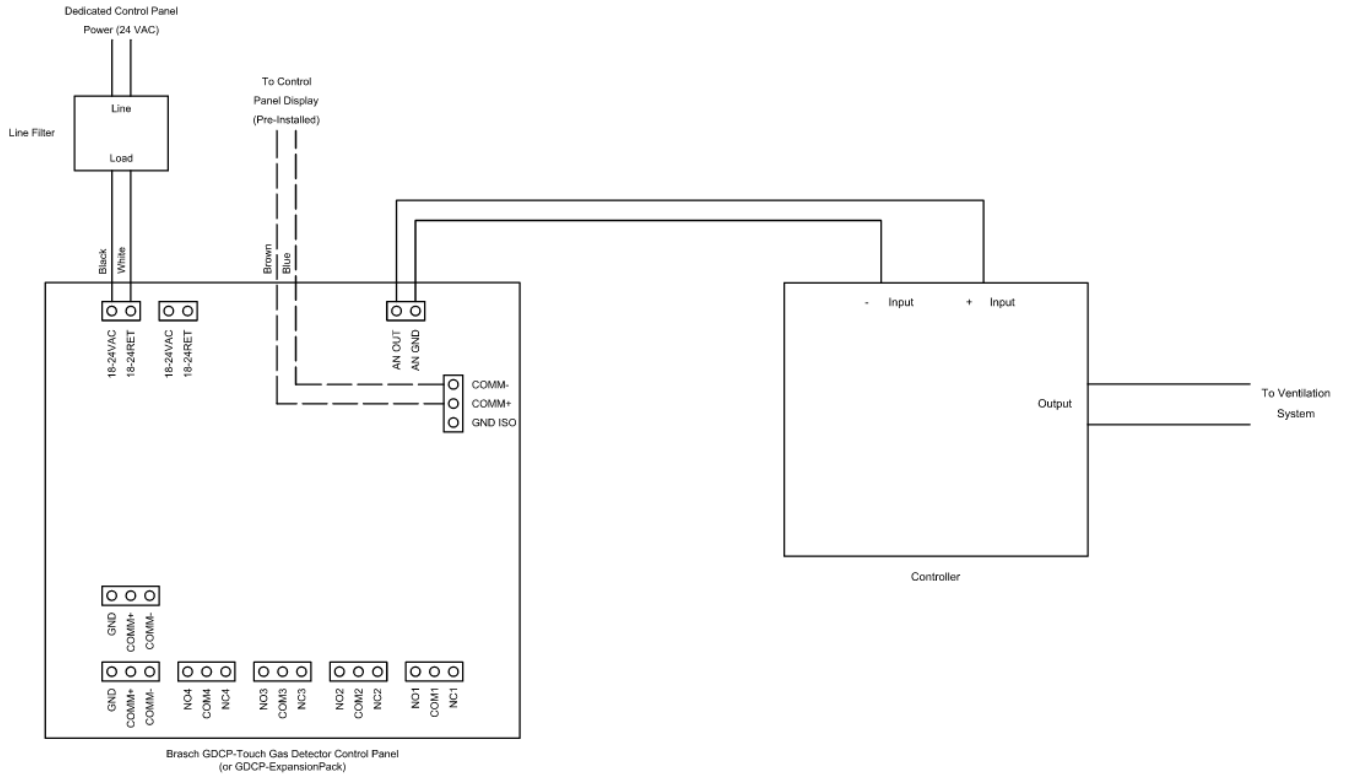 Dedicated Control Panel
Power (24 VAC)
Line
Line Filter
Load
To Control
Panel Display
(Pre-Installed)
Black
White
Brown
Blue
18-24VAC
18-24RET
18-24VAC
18-24RET
AN OUT
AN GND
COMM-
COMM+
GND ISO
- Input
+ Input
Output
To Ventilation
System
Controller
GND
COMM+
COMM-
GND
COMM+
COMM-
NO4
COM4
NC4
NO3
COM3
NC3
NO2
COM2
NC2
NO1
COM1
NC1
Brasch GDCP-Touch Gas Detector Control Panel
(or GDCP-ExpansionPack)